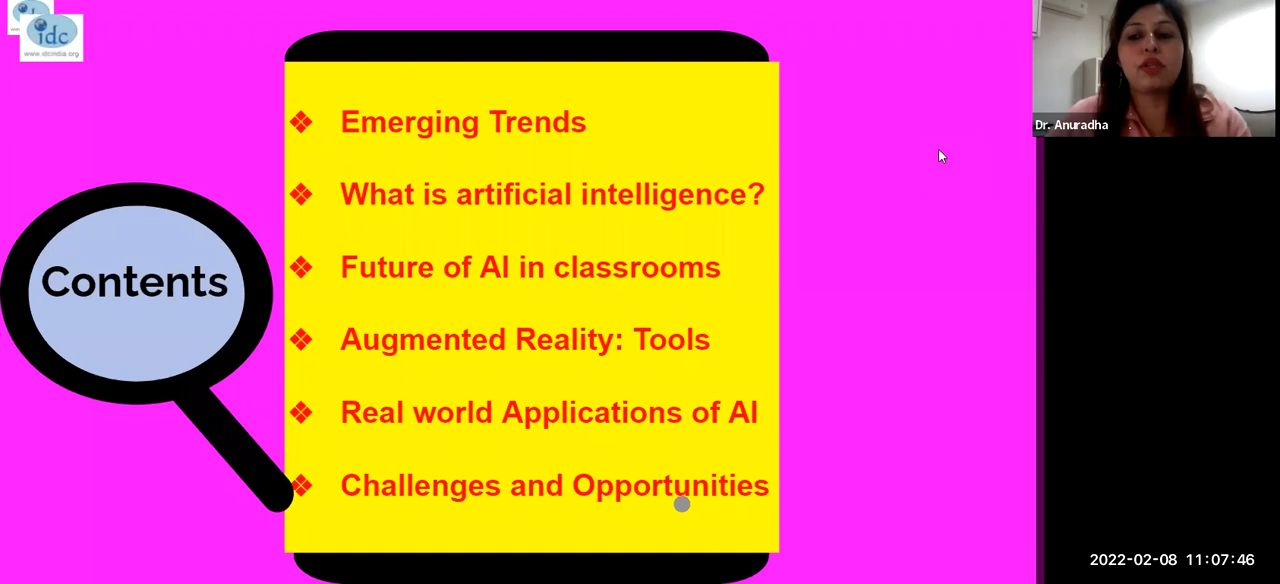 idc
www.idcindia.org
Emerging Trends
What is artificial intelligence?
Future of AI in classrooms
Augmented Reality: Tools
Real world Applications of AI
Challenges and Opportunities
Contents
Dr. Anuradha
2022-02-08 11:07:46